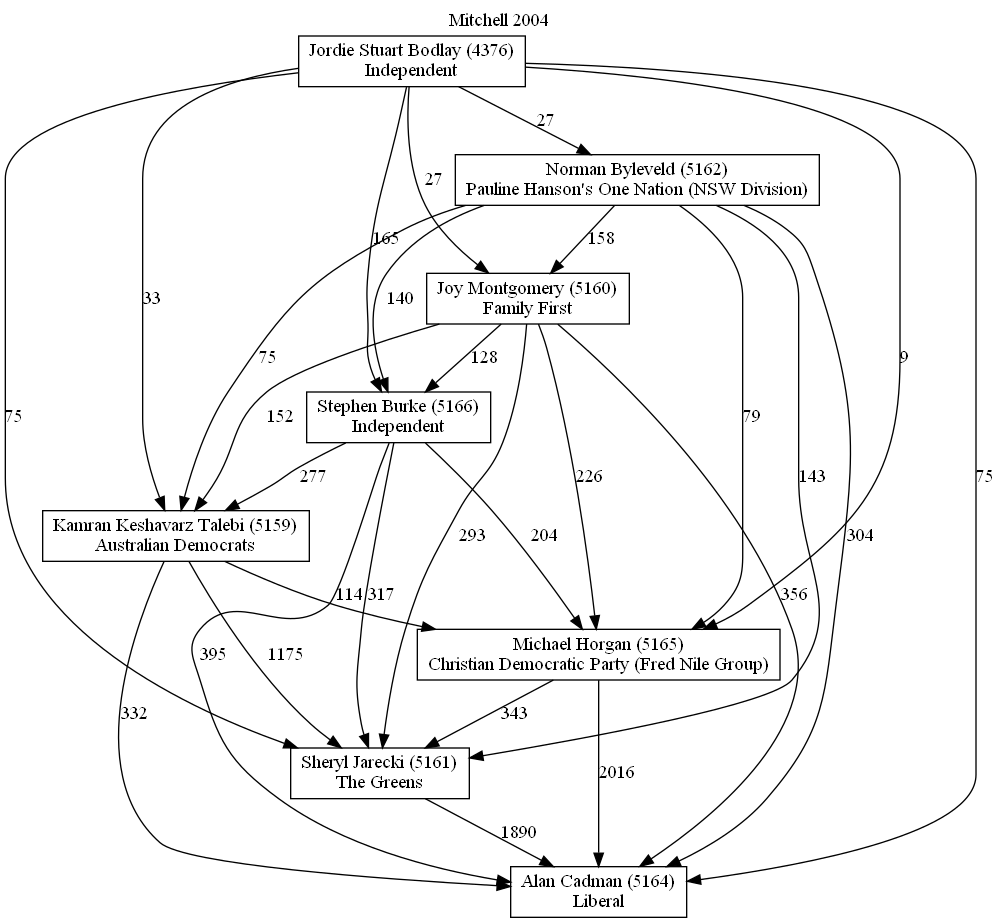 Mitchell 2004
Jordie Stuart Bodlay (4376)
Independent
27
Norman Byleveld (5162)
Pauline Hanson's One Nation (NSW Division)
27
165
158
Joy Montgomery (5160)
Family First
33
140
75
128
9
152
Stephen Burke (5166)
Independent
75
79
277
226
143
75
Kamran Keshavarz Talebi (5159)
Australian Democrats
293
204
304
114
317
356
Michael Horgan (5165)
Christian Democratic Party (Fred Nile Group)
395
1175
332
343
Sheryl Jarecki (5161)
The Greens
2016
1890
Alan Cadman (5164)
Liberal